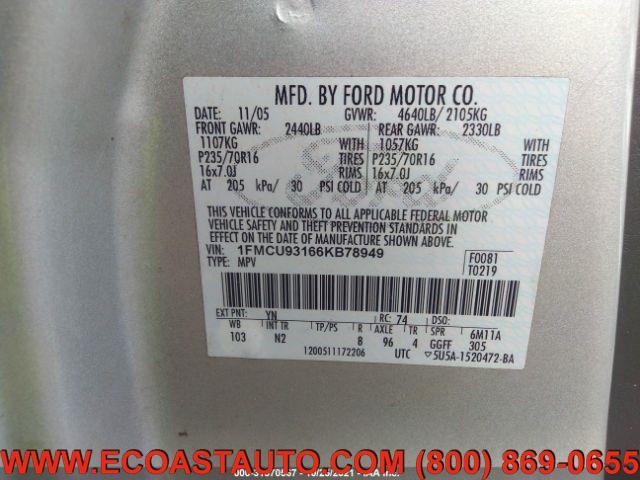 MFD. BY FORD MOTOR CO.
DATE: 11/05 GVWR: 4640LB/ 2105KG
FRONT GAWR: 2440LB REAR GAWR: 2330LB
1107KG WITH 1057KG WITH
P235/70R16 TIRES P235/70R16 TIRES
16x7.0J RIMS 16x7.0J RIMS
AT 205 kPa/ 30 PSI COLD AT 205 kPa/ 30 PSI COLD
THIS VEHICLE CONFORMS TO ALL APPLICABLE FEDERAL MOTOR
VEHICLE SAFETY AND THEFT PREVENTION STANDARDS IN
EFFECT ON THE DATE OF MANUFACTURE SHOWN ABOVE.
VIN: 1FMCU93166KB78949 F0081
TYPE: MPV T0219
EXT PNT: YN RC: 74 DSO:
WB INT TR TP/PS R AXLE TR SPR 6M11A
103 N2 8 96 4 GGFF 305
1200511172206 UTC ▽5U5A-1520472-BA
WWW.ECOASTAUTO.COM (800) 869-0655